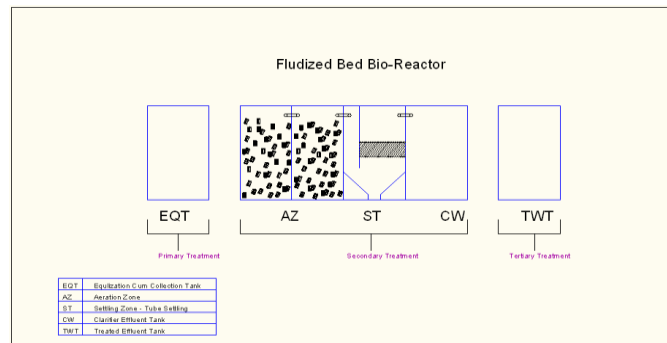 Fludized Bed Bio-Reactor
EQT AZ ST CW TWT
Primary Treatment Secondary Treatment Tertiary Treatment
EQT Equlization Cum Collection Tank
AZ Aeration Zone
ST Settling Zone - Tube Settling
CW Clarifier Effluent Tank
TWT Treated Effluent Tank